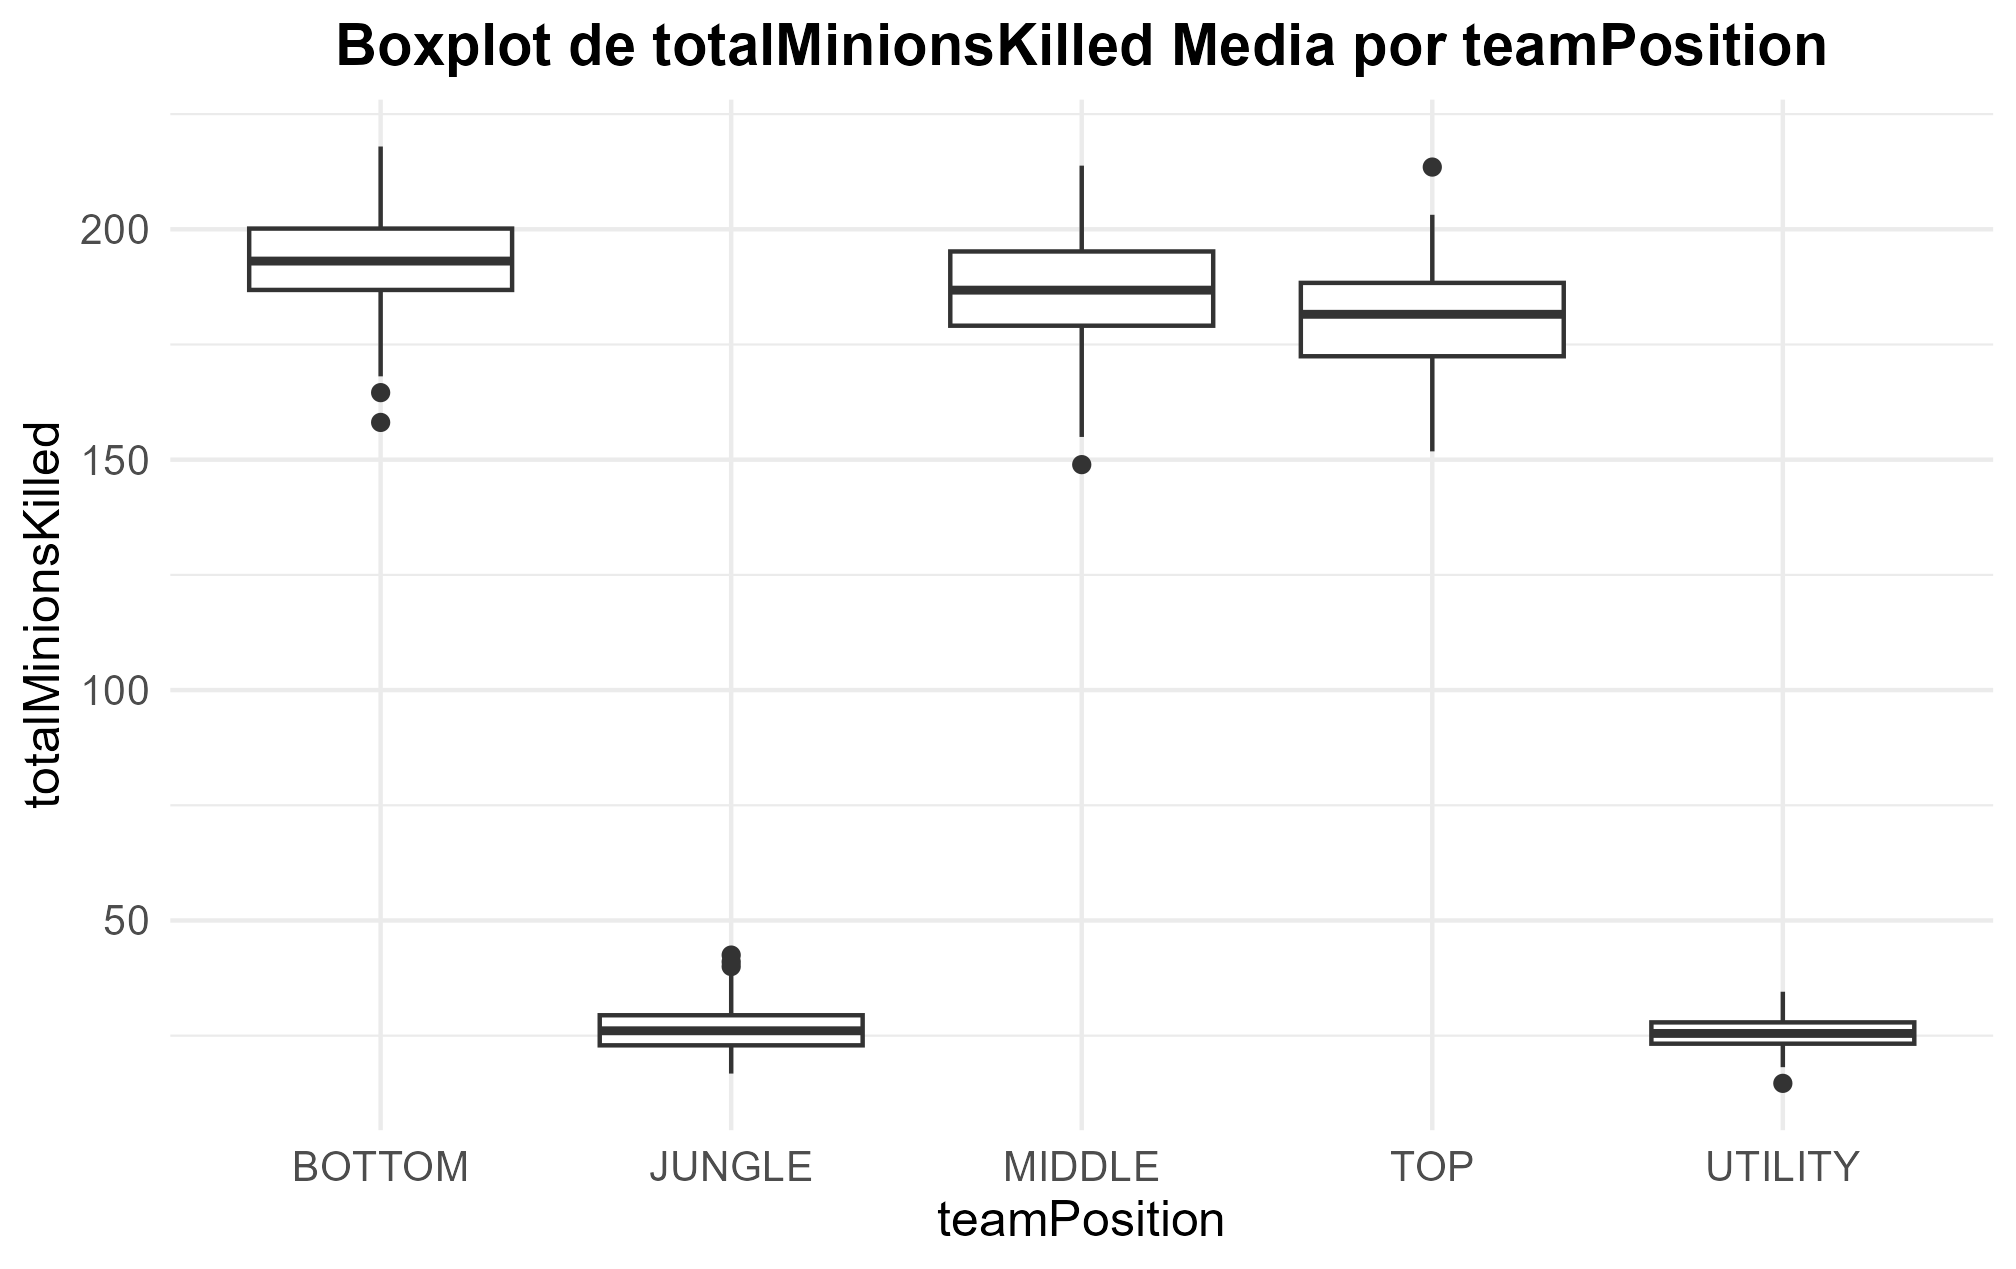 Boxplot de totalMinionsKilled Media por teamPosition
totalMinionsKilled
200
150
100
50
BOTTOM JUNGLE MIDDLE TOP UTILITY
teamPosition